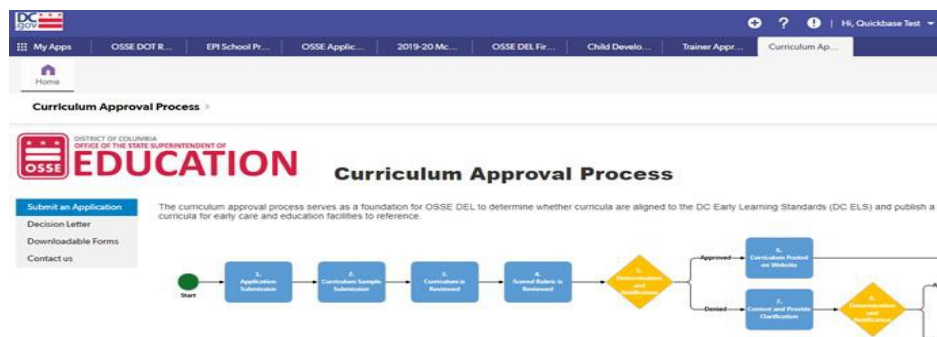 DC
.gov
Hi, Quickbase Test
My Apps
OSSE DOT R...
EPI School Pr...
OSSE Applic...
2019-20 Mc...
OSSE DEL Fir...
Child Develo...
Trainer Appr...
Curriculum Ap...
Home
Curriculum Approval Process >
DISTRICT OF COLUMBIA
OFFICE OF THE STATE SUPERINTENDENT OF
OSSE
EDUCATION
Curriculum Approval Process
Submit an Application
Decision Letter
Downloadable Forms
Contact us
The curriculum approval process serves as a foundation for OSSE DEL to determine whether curricula are aligned to the DC Early Learning Standards (DC ELS) and publish a
curricula for early care and education facilities to reference.
Start
1.
Application
Submission
2.
Curriculum Sample
Submission
3.
Curriculum is
Reviewed
4.
Scored Rubric is
Reviewed
5.
Determination
and
Notification
Approved
6.
Curriculum Posted
on Website
Denied
7.
Contest and Provide
Clarification
8.
Determination
and
Notification